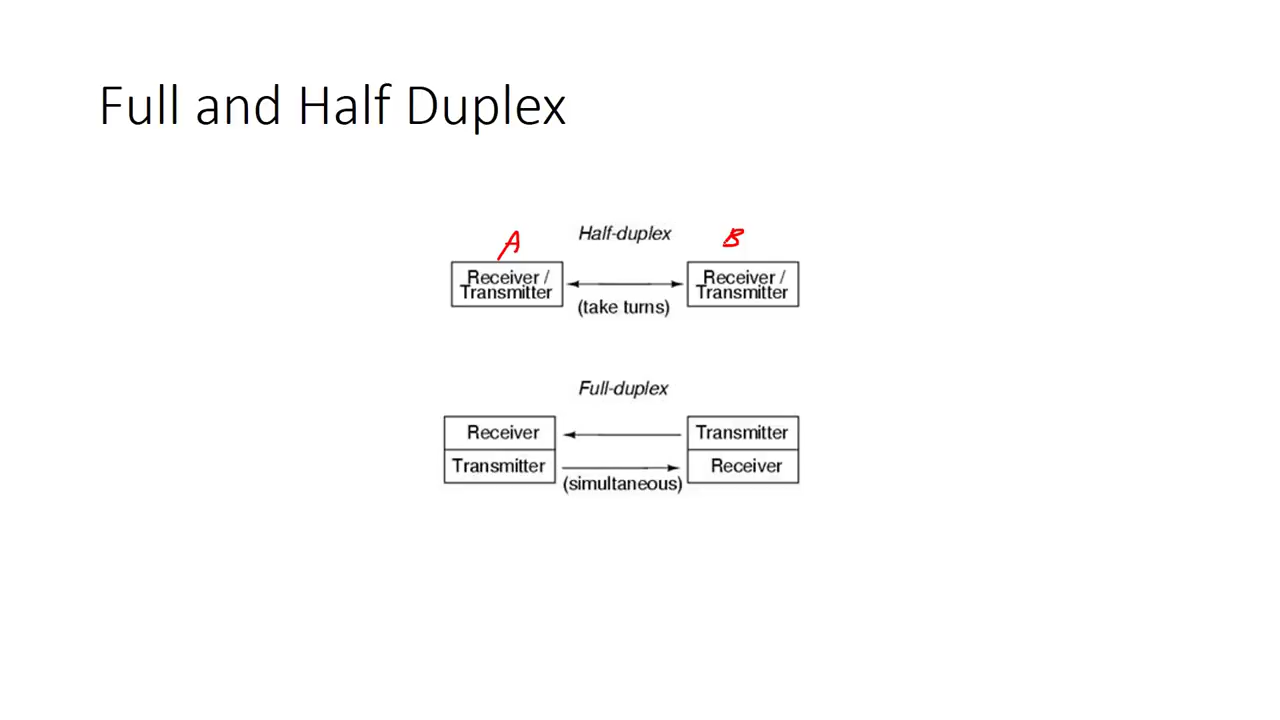 Full and Half Duplex
A
Half-duplex
B
Receiver /
Transmitter
(take turns)
Receiver /
Transmitter
Full-duplex
Receiver
Transmitter
Transmitter
(simultaneous)
Receiver